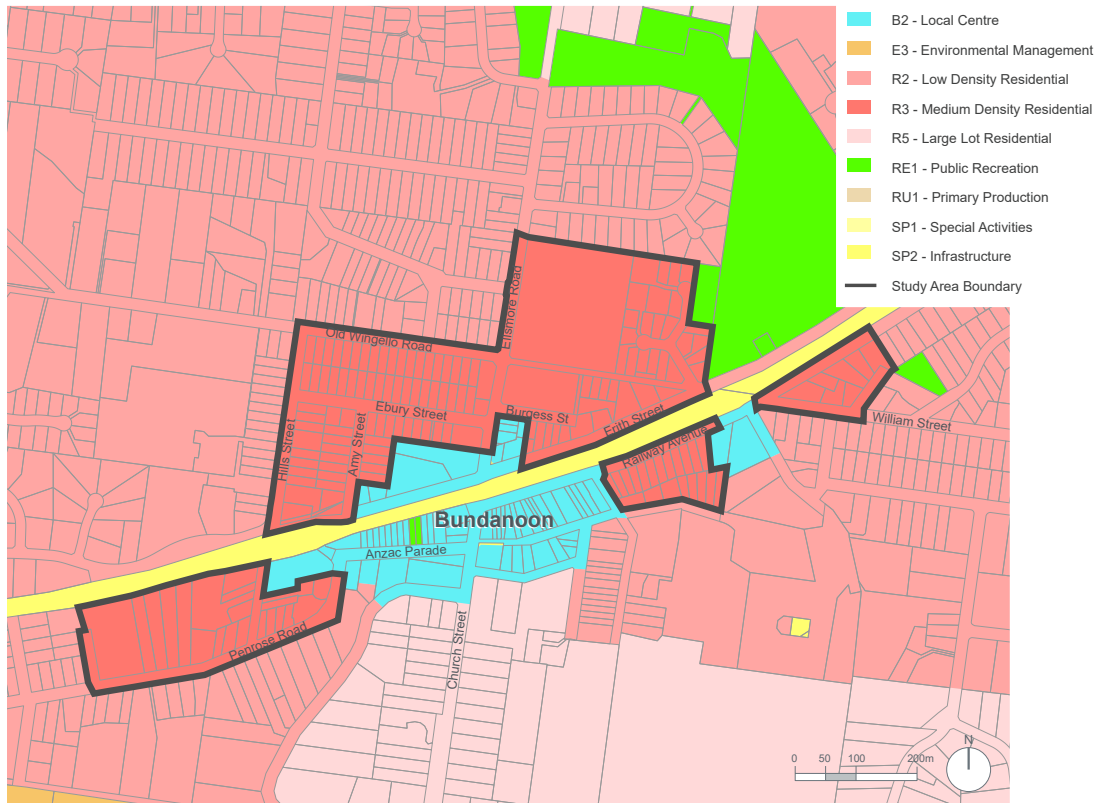 B2 - Local Centre
E3 - Environmental Management
R2 - Low Density Residential
R3 - Medium Density Residential
R5 - Large Lot Residential
RE1 - Public Recreation
RU1 - Primary Production
SP1 - Special Activities
SP2 - Infrastructure
Study Area Boundary
Ellsmore Road
Old Wingello Road
Ebury Street
Burgess St
Frith Street
William Street
Hills Street
Amy Street
Railway Avenue
Bundanoon
Anzac Parade
Penrose Road
Church Street
N
0 50 100 200m